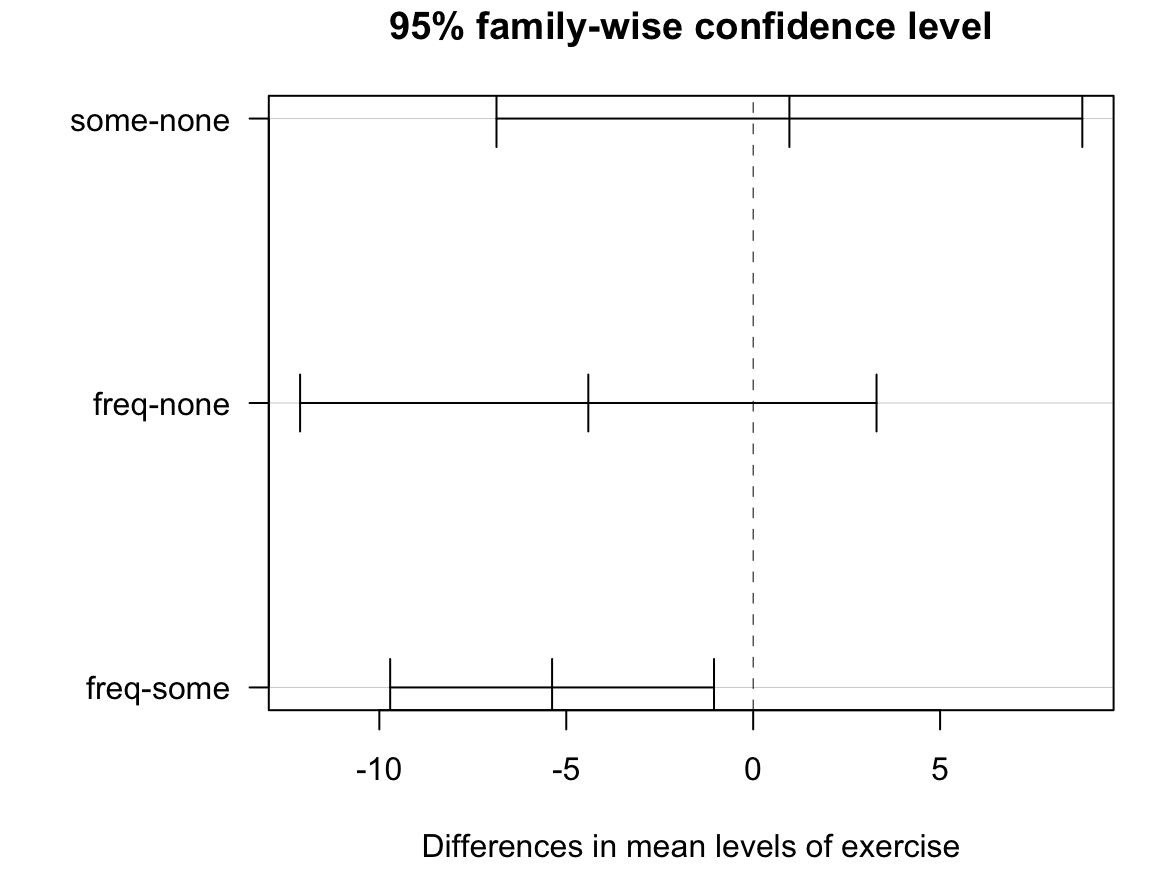 95% family-wise confidence level
some-none
freq-none
freq-some
-10 -5 0 5
Differences in mean levels of exercise